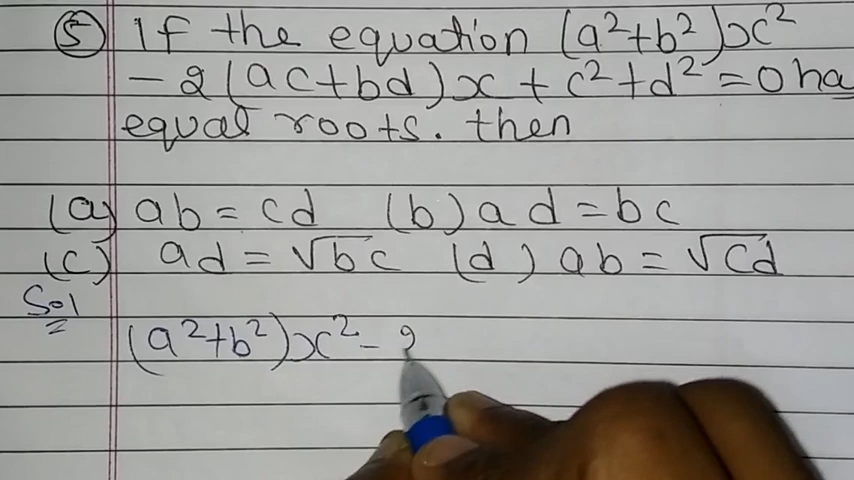 ⑤ If the equation (a²+b²)x²
- 2(ac+bd)x + c²+d² = 0 ha
equal roots. then
(a) ab = cd (b) ad = bc
(c) ad = √bc (d) ab = √cd
Sol
(a²+b²)x² - 2